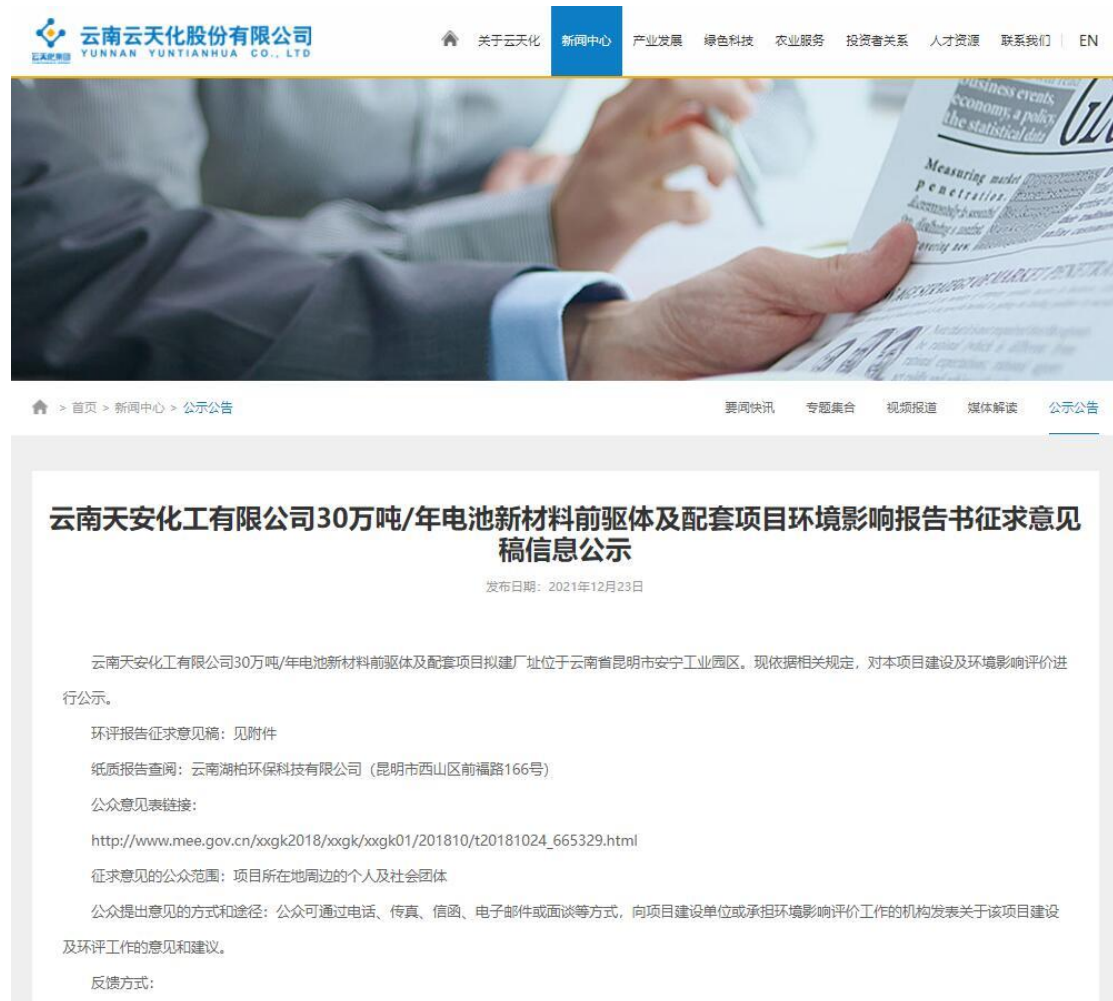 云南云天化股份有限公司
YUNNAN YUNTIANHUA CO., LTD
云天化集团
关于云天化 新闻中心 产业发展 绿色科技 农业服务 投资者关系 人才资源 联系我们 | EN
business events,
economy, a policy,
the statistical data
Measuring market
penetration.
> 首页 > 新闻中心 > 公示公告
要闻快讯 专题集合 视频报道 媒体解读 公示公告
云南天安化工有限公司30万吨/年电池新材料前驱体及配套项目环境影响报告书征求意见
稿信息公示
发布日期：2021年12月23日
云南天安化工有限公司30万吨/年电池新材料前驱体及配套项目拟建厂址位于云南省昆明市安宁工业园区。现依据相关规定，对本项目建设及环境影响评价进
行公示。
环评报告征求意见稿：见附件
纸质报告查阅：云南湖柏环保科技有限公司（昆明市西山区前福路166号）
公众意见表链接：
http://www.mee.gov.cn/xxgk2018/xxgk/xxgk01/201810/t20181024_665329.html
征求意见的公众范围：项目所在地周边的个人及社会团体
公众提出意见的方式和途径：公众可通过电话、传真、信函、电子邮件或面谈等方式，向项目建设单位或承担环境影响评价工作的机构发表关于该项目建设
及环评工作的意见和建议。
反馈方式：